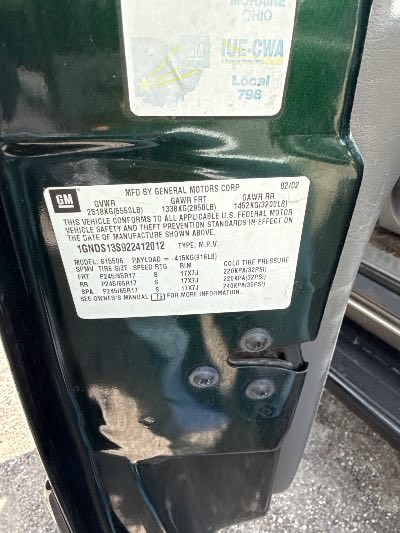 MORAINE
OHIO
GM
IUE-CWA
Local
798
GM
MFD BY GENERAL MOTORS CORP 02/02
GVWR GAWR FRT GAWR RR
2518KG(5550LB) 1338KG(2950LB) 1452KG(3200LB)
THIS VEHICLE CONFORMS TO ALL APPLICABLE U.S. FEDERAL MOTOR
VEHICLE SAFETY AND THEFT PREVENTION STANDARDS IN EFFECT ON
THE DATE OF MANUFACTURE SHOWN ABOVE.
1GNDS13S922412012 TYPE: M.P.V.
MODEL: S15506 PAYLOAD = 415KG(916LB)
SPMV TIRE SIZE SPEED RTG RIM COLD TIRE PRESSURE
FRT P245/65R17 S 17X7J 220KPA(32PSI)
RR P245/65R17 S 17X7J 220KPA(32PSI)
SPA P245/65R17 S 17X7J 240KPA(35PSI)
SEE OWNER'S MANUAL FOR MORE INFORMATION.